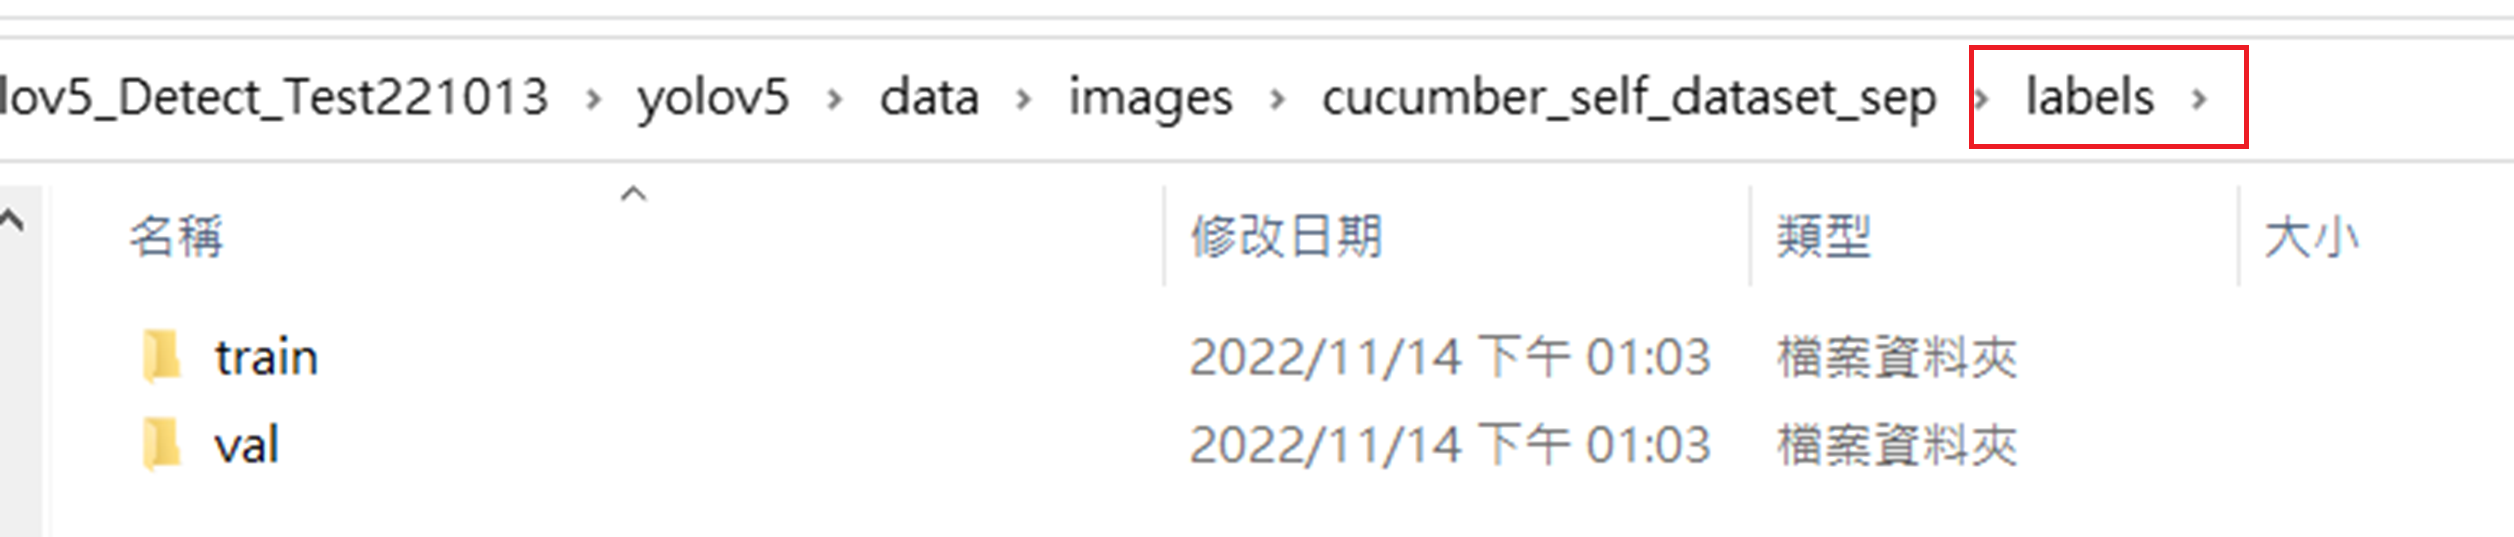 lov5_Detect_Test221013 › yolov5 › data › images › cucumber_self_dataset_sep › labels ›
名稱 修改日期 類型 大小
train 2022/11/14 下午 01:03 檔案資料夾
val 2022/11/14 下午 01:03 檔案資料夾